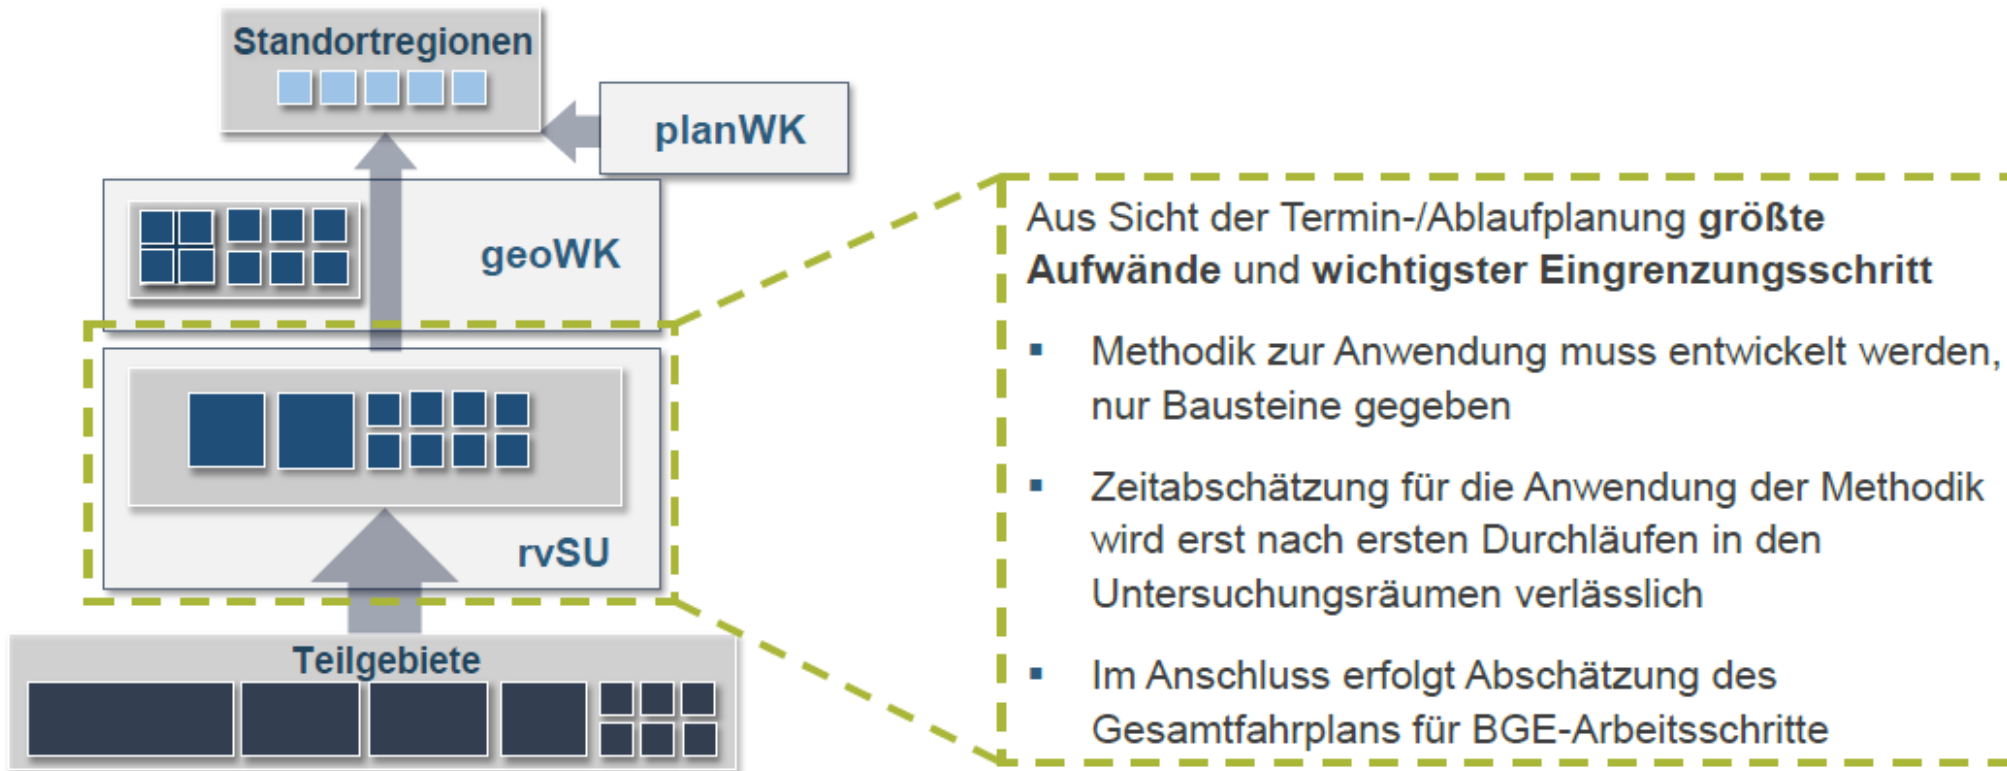 Standortregionen
planWK
geoWK
rvSU
Teilgebiete
Aus Sicht der Termin-/Ablaufplanung größte
Aufwände und wichtigster Eingrenzungsschritt
▪ Methodik zur Anwendung muss entwickelt werden,
nur Bausteine gegeben
▪ Zeitabschätzung für die Anwendung der Methodik
wird erst nach ersten Durchläufen in den
Untersuchungsräumen verlässlich
▪ Im Anschluss erfolgt Abschätzung des
Gesamtfahrplans für BGE-Arbeitsschritte